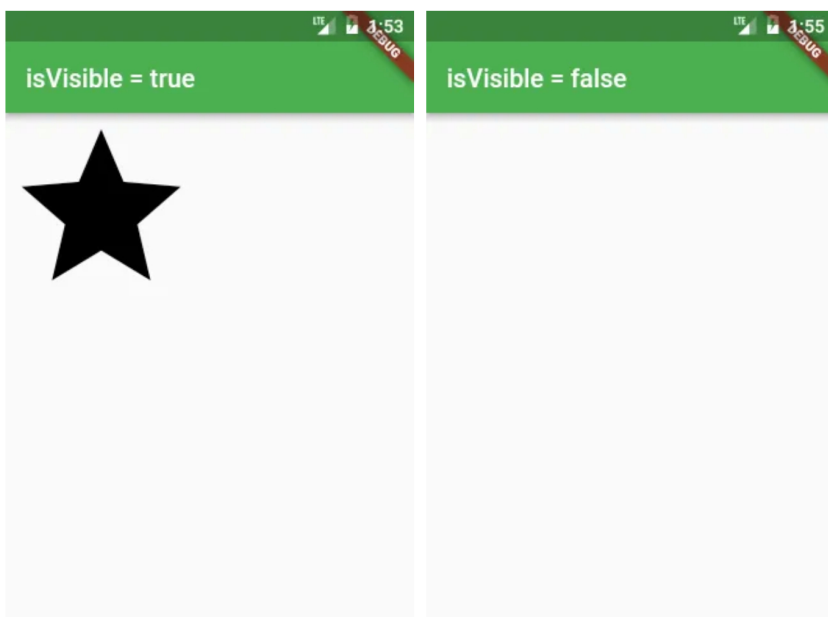 LTE 1:53
DEBUG
isVisible = true
LTE 1:55
DEBUG
isVisible = false